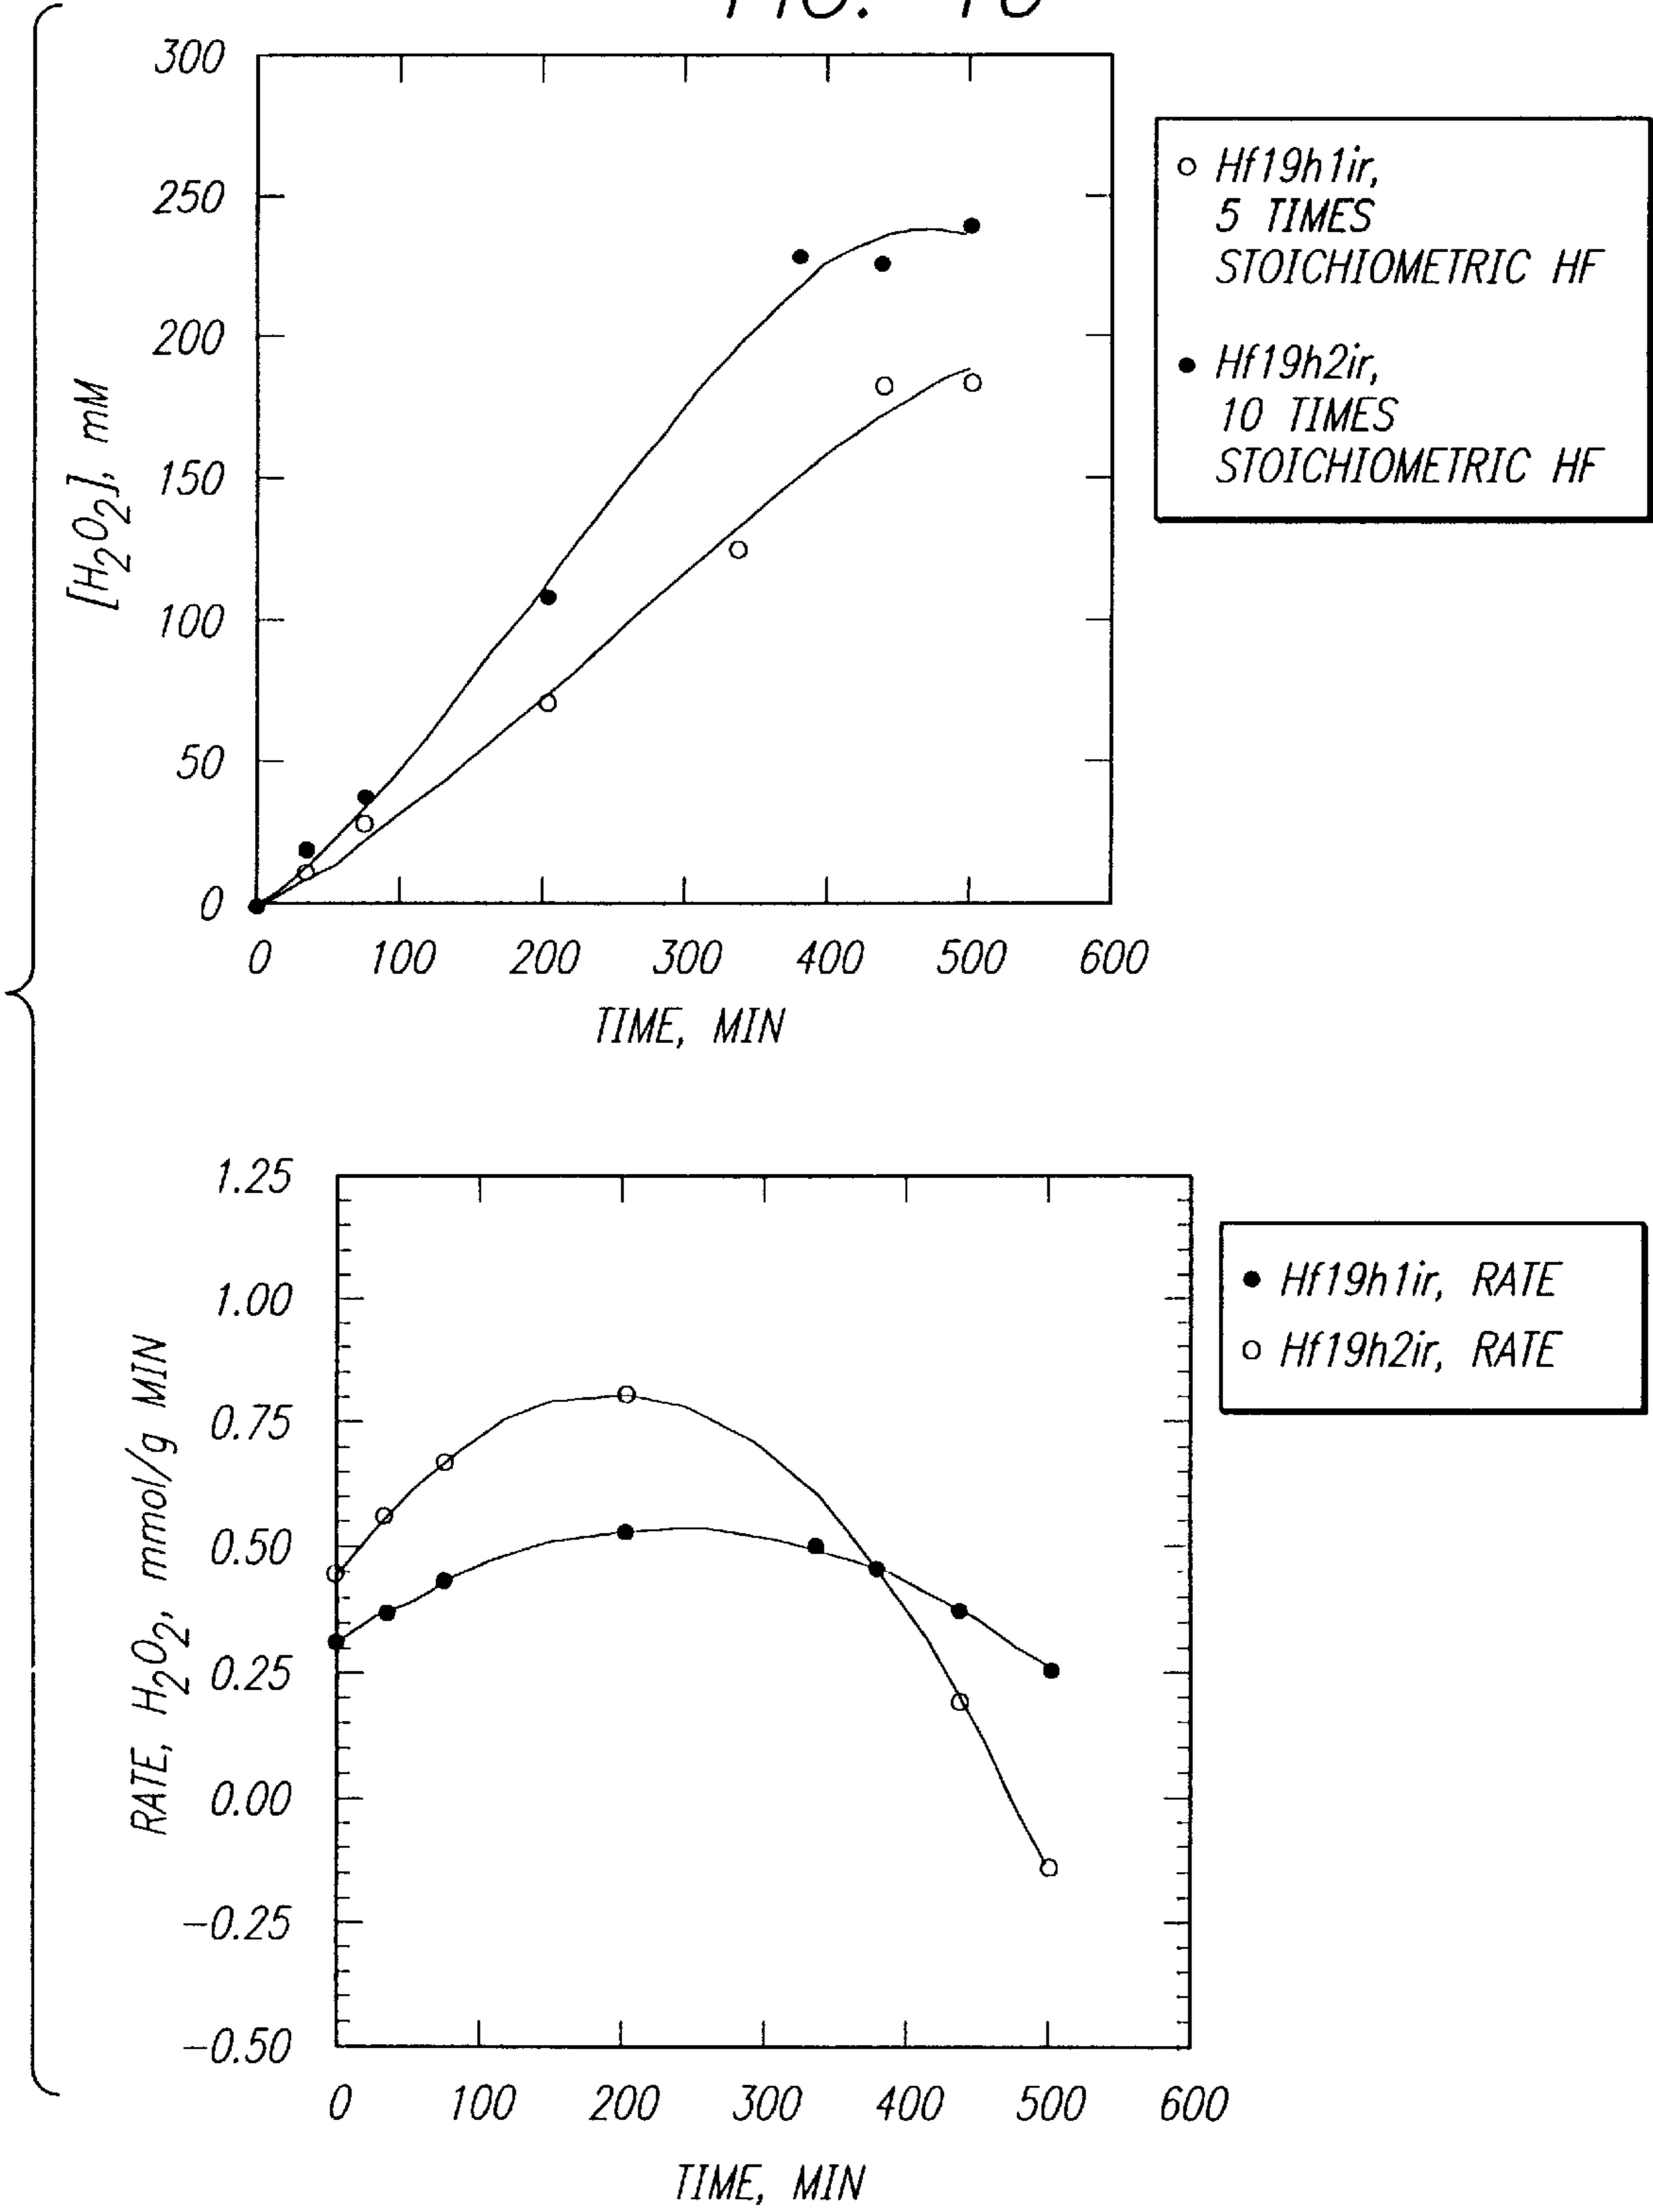 300
250
200
150
100
50
0
[H₂O₂], mM
0 100 200 300 400 500 600
TIME, MIN
Hf19h1ir,
5 TIMES
STOICHIOMETRIC HF
Hf19h2ir,
10 TIMES
STOICHIOMETRIC HF
1.25
1.00
0.75
0.50
0.25
0.00
-0.25
-0.50
RATE, H₂O₂, mmol/g MIN
0 100 200 300 400 500 600
TIME, MIN
Hf19h1ir, RATE
Hf19h2ir, RATE